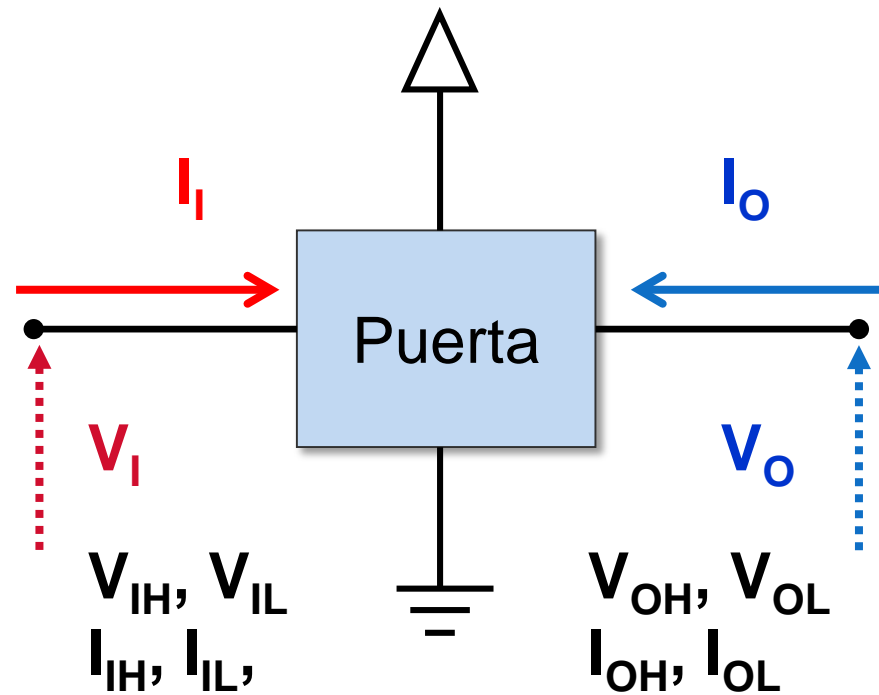 I_I
I_O
Puerta
V_I
V_O
V_IH, V_IL
I_IH, I_IL,
V_OH, V_OL
I_OH, I_OL